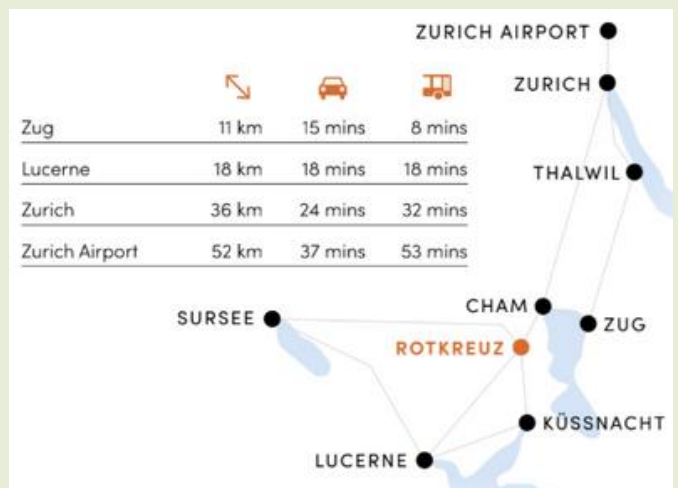 ZURICH AIRPORT
ZURICH
Zug 11 km 15 mins 8 mins
Lucerne 18 km 18 mins 18 mins
THALWIL
Zurich 36 km 24 mins 32 mins
Zurich Airport 52 km 37 mins 53 mins
CHAM
SURSEE
ZUG
ROTKREUZ
KÜSSNACHT
LUCERNE